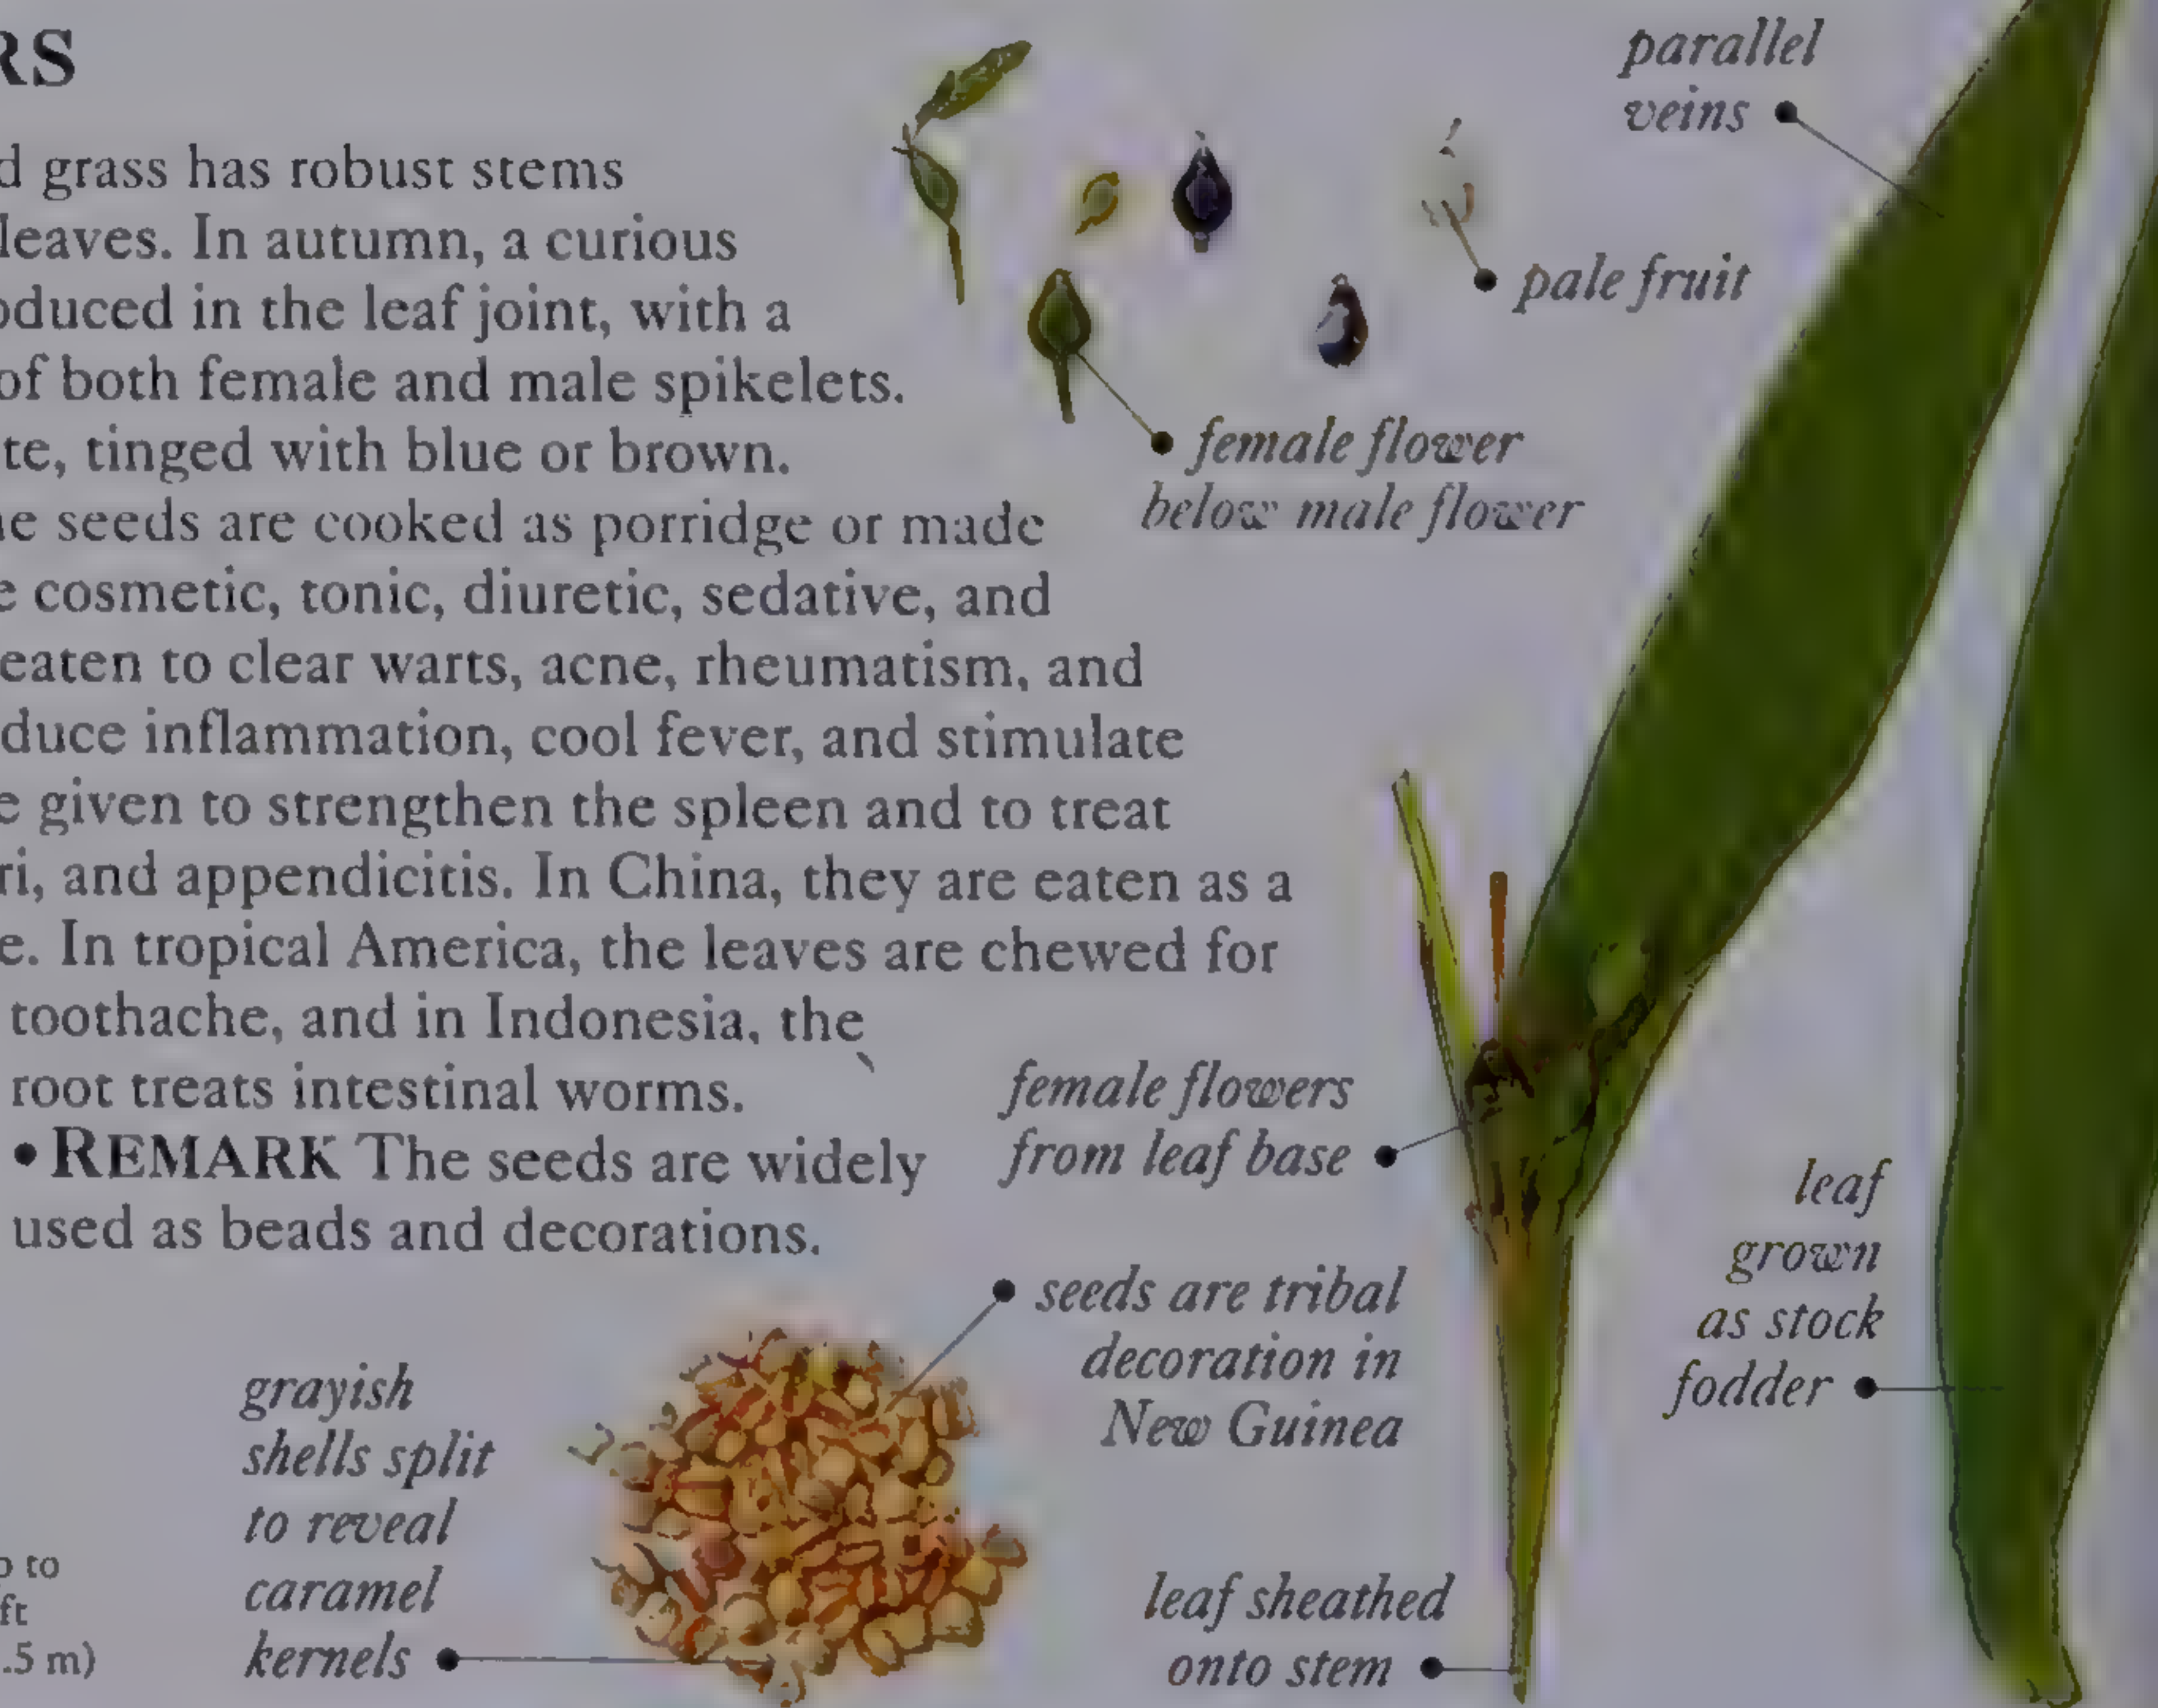 RS
d grass has robust stems
leaves. In autumn, a curious
oduced in the leaf joint, with a
of both female and male spikelets.
te, tinged with blue or brown.
he seeds are cooked as porridge or made
e cosmetic, tonic, diuretic, sedative, and
eaten to clear warts, acne, rheumatism, and
duce inflammation, cool fever, and stimulate
e given to strengthen the spleen and to treat
ri, and appendicitis. In China, they are eaten as a
e. In tropical America, the leaves are chewed for
toothache, and in Indonesia, the
root treats intestinal worms.
• REMARK The seeds are widely
used as beads and decorations.
parallel
veins
pale fruit
female flower
below male flower
female flowers
from leaf base
leaf
grown
as stock
fodder
seeds are tribal
decoration in
New Guinea
grayish
shells split
to reveal
caramel
kernels
leaf sheathed
onto stem
p to
ft
.5 m)